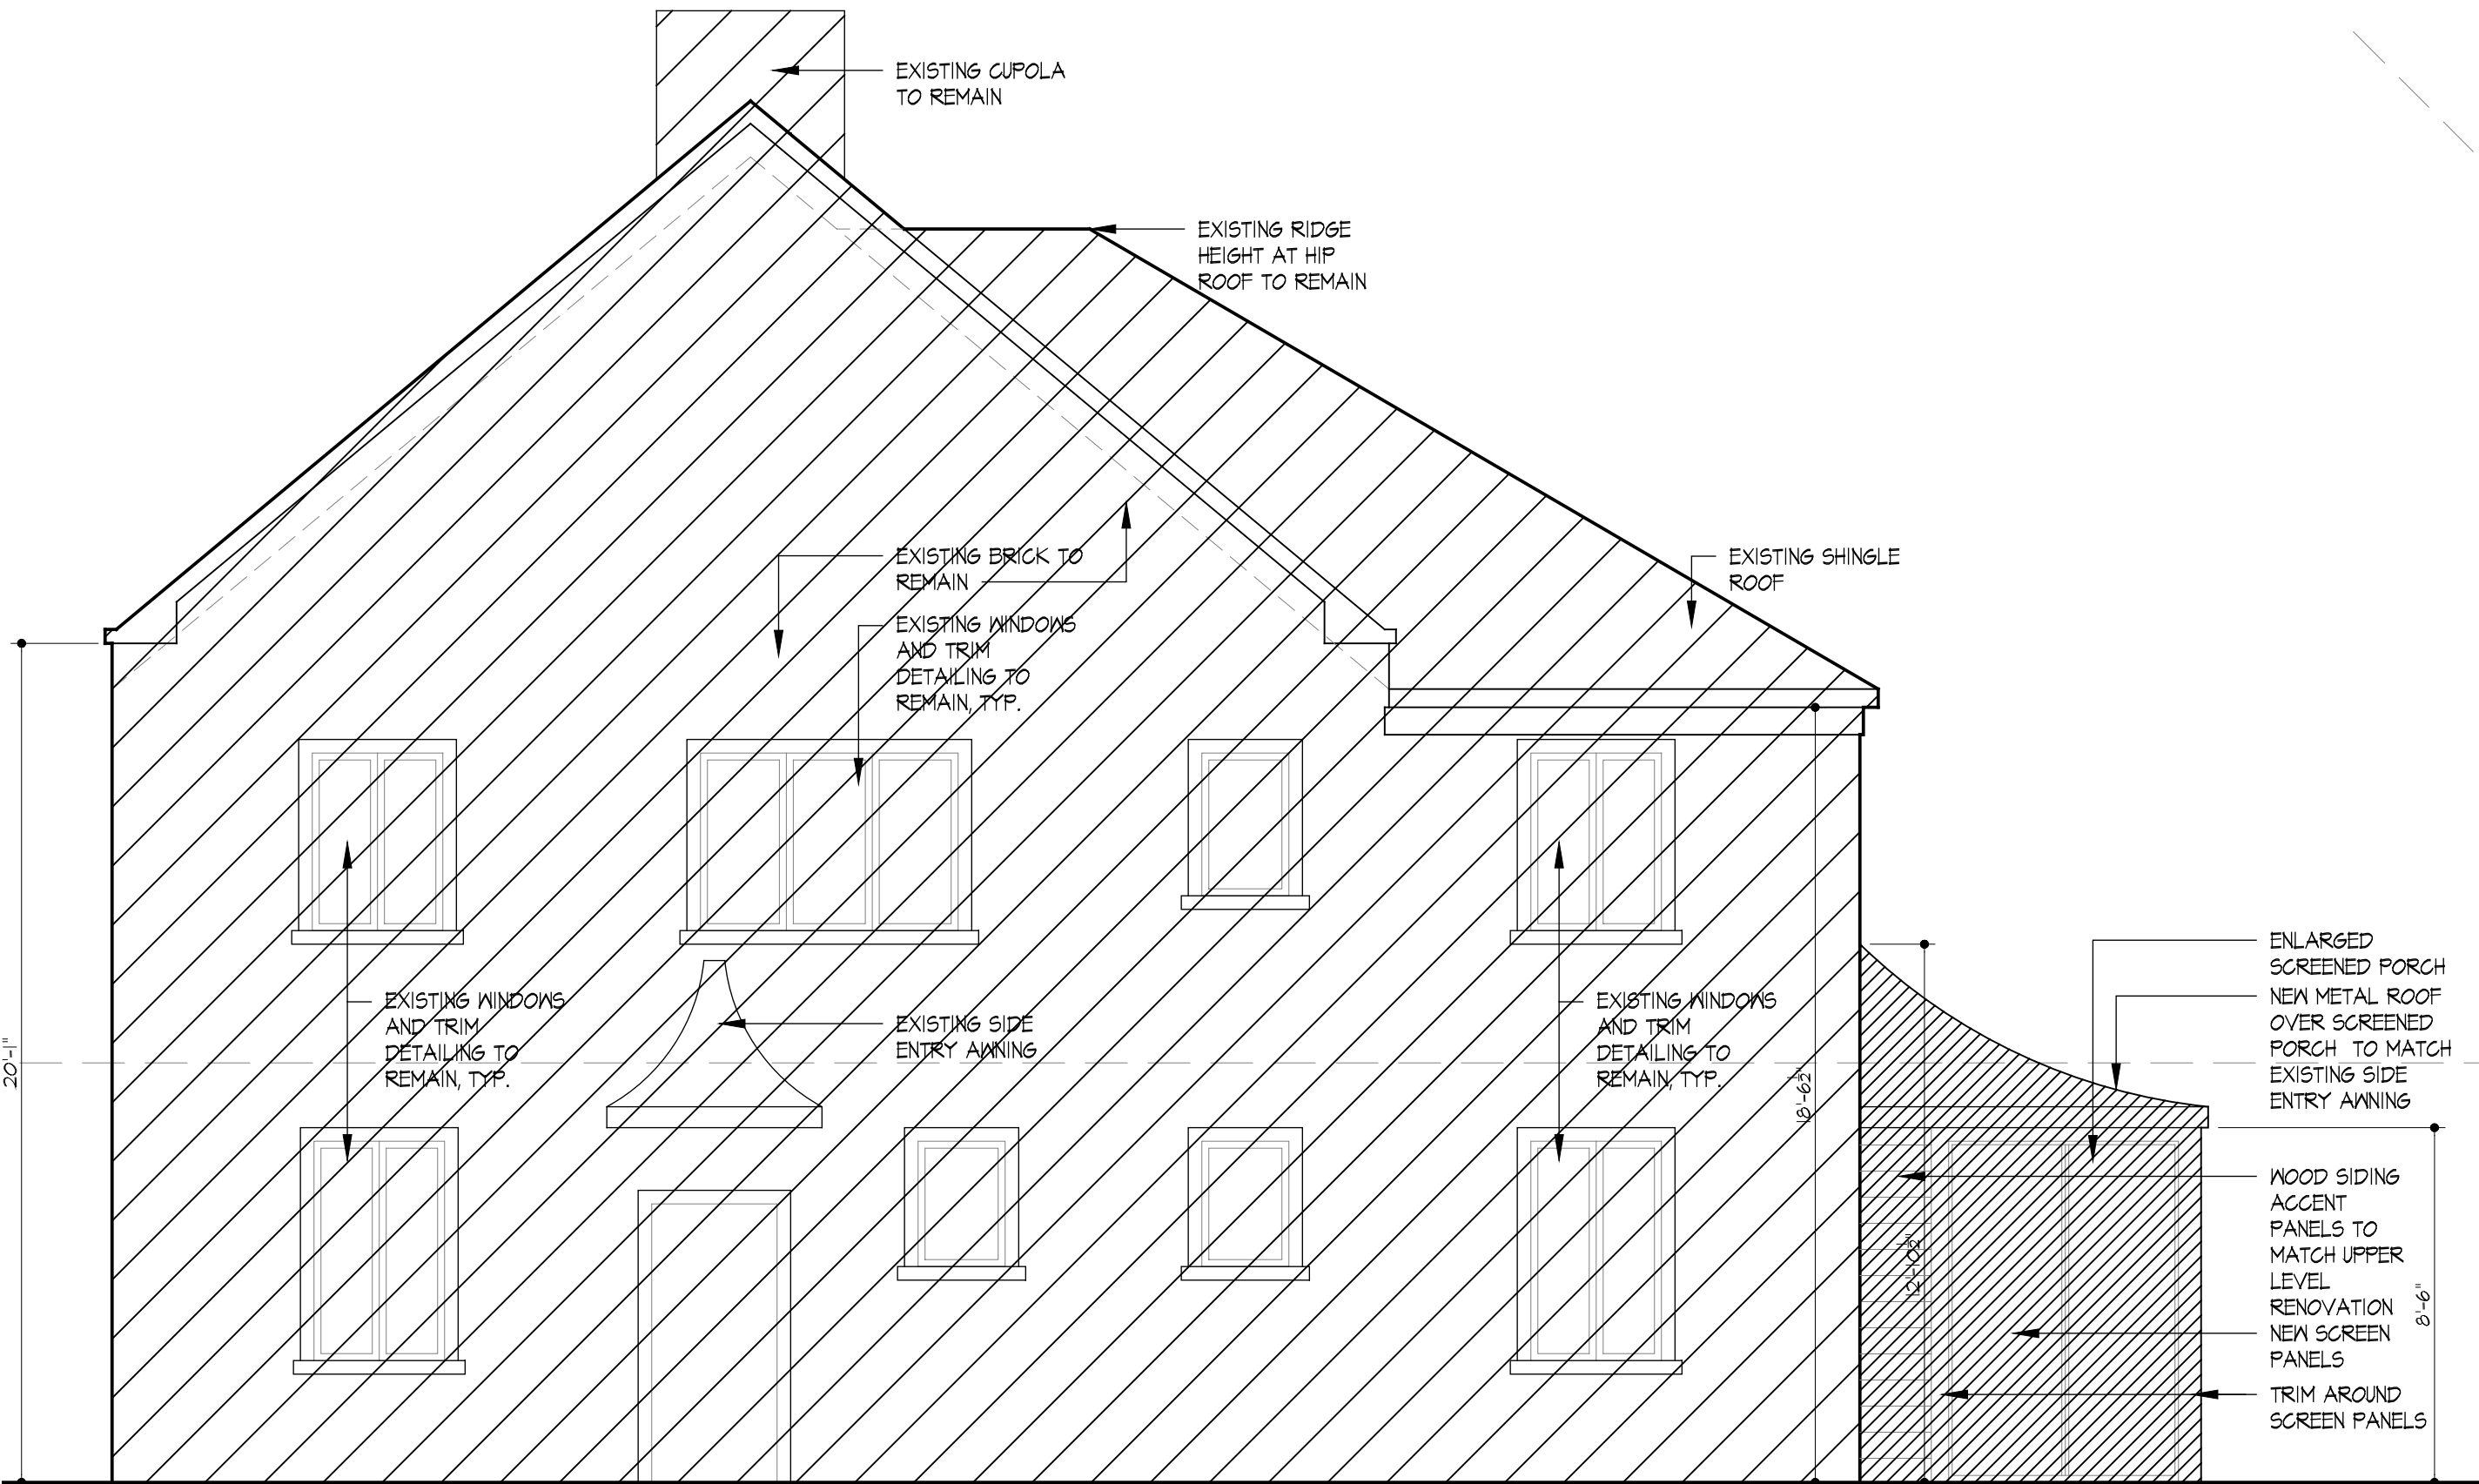 EXISTING CUPOLA
TO REMAIN
EXISTING RIDGE
HEIGHT AT HIP
ROOF TO REMAIN
EXISTING BRICK TO
REMAIN
EXISTING SHINGLE
ROOF
EXISTING WINDOWS
AND TRIM
DETAILING TO
REMAIN, TYP.
EXISTING WINDOWS
AND TRIM
DETAILING TO
REMAIN, TYP.
EXISTING SIDE
ENTRY AWNING
EXISTING WINDOWS
AND TRIM
DETAILING TO
REMAIN, TYP.
ENLARGED
SCREENED PORCH
NEW METAL ROOF
OVER SCREENED
PORCH TO MATCH
EXISTING SIDE
ENTRY AWNING
WOOD SIDING
ACCENT
PANELS TO
MATCH UPPER
LEVEL
RENOVATION
NEW SCREEN
PANELS
TRIM AROUND
SCREEN PANELS
20'-1"
18'-6½"
12'-10½"
8'-6"